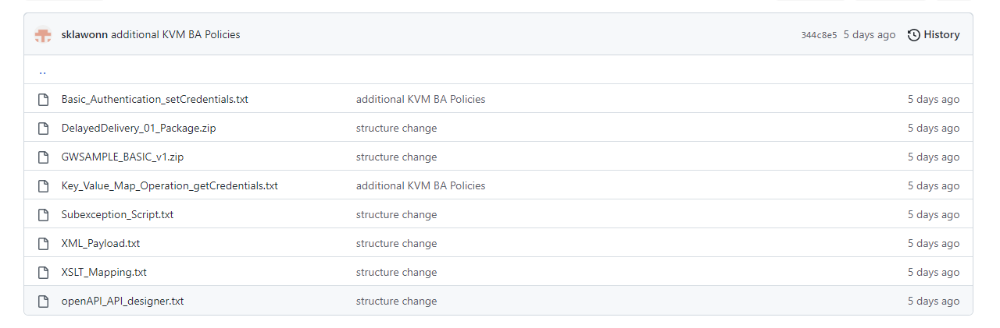 sklawonn additional KVM BA Policies 344c8e5 5 days ago History
..
Basic_Authentication_setCredentials.txt additional KVM BA Policies 5 days ago
DelayedDelivery_01_Package.zip structure change 5 days ago
GWSAMPLE_BASIC_v1.zip structure change 5 days ago
Key_Value_Map_Operation_getCredentials.txt additional KVM BA Policies 5 days ago
Subexception_Script.txt structure change 5 days ago
XML_Payload.txt structure change 5 days ago
XSLT_Mapping.txt structure change 5 days ago
openAPI_API_designer.txt structure change 5 days ago